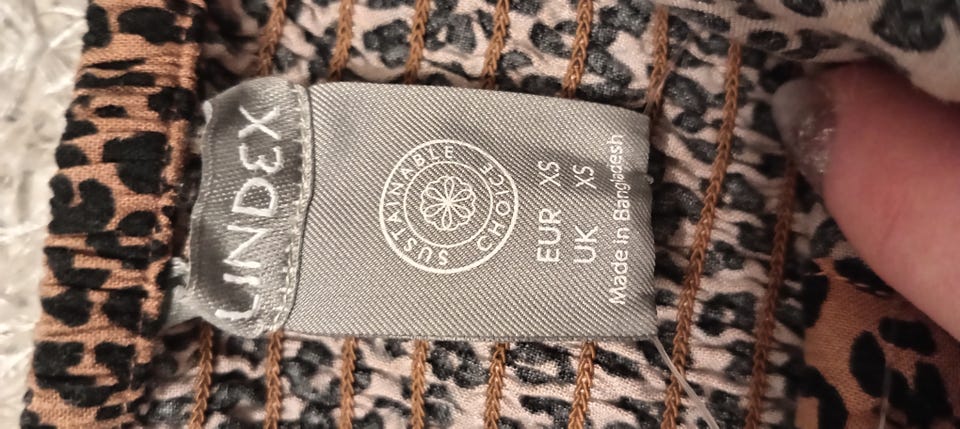 LINDEX
SUSTAINABLE CHOICE
EUR XS
UK XS
Made in Bangladesh